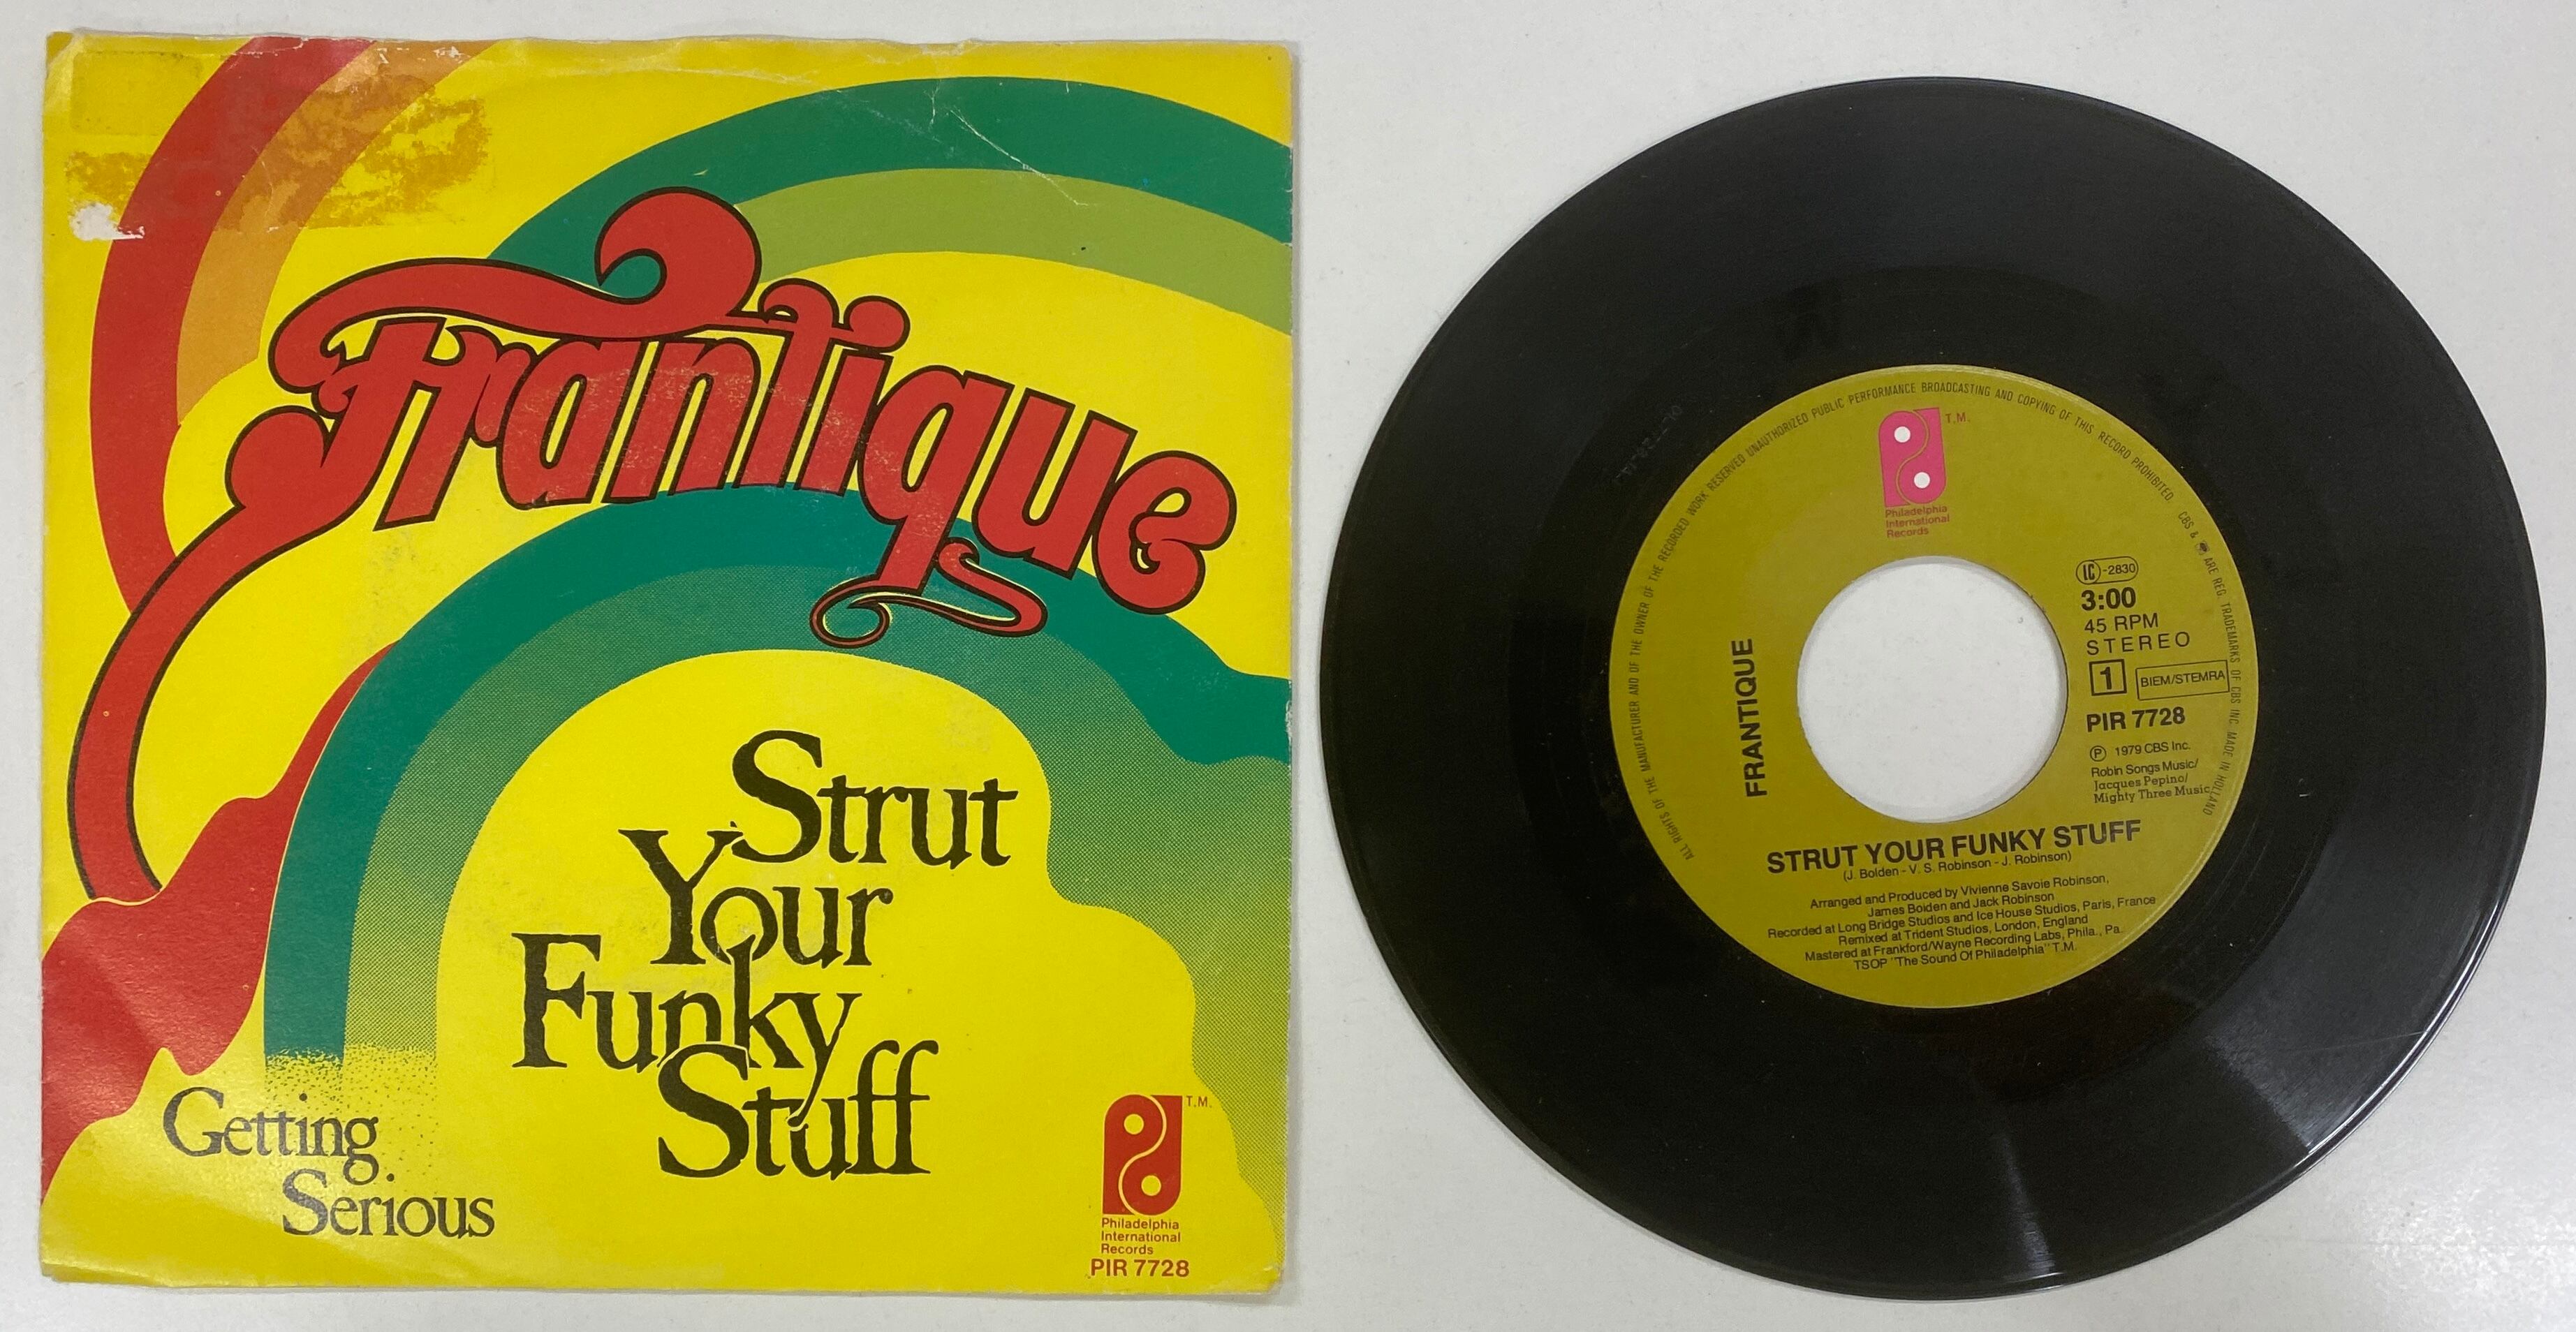 Frantique
Strut
Your
Funky
Stuff
Getting
Serious
T.M.
Philadelphia
International
Records
PIR 7728
ALL RIGHTS OF THE MANUFACTURER AND OF THE OWNER OF THE RECORDED WORK RESERVED UNAUTHORIZED PUBLIC PERFORMANCE BROADCASTING AND COPYING OF THIS RECORD PROHIBITED
CBS & ARE REG. TRADEMARKS OF CBS INC. MADE IN HOLLAND
T.M.
Philadelphia
International
Records
LC -2830
3:00
45 RPM
STEREO
1 BIEM/STEMRA
PIR 7728
℗ 1979 CBS Inc.
Robin Songs Music/
Jacques Pepino/
Mighty Three Music
FRANTIQUE
STRUT YOUR FUNKY STUFF
(J. Bolden - V. S. Robinson - J. Robinson)
Arranged and Produced by Vivienne Savoie Robinson,
James Bolden and Jack Robinson
Recorded at Long Bridge Studios and Ice House Studios, Paris, France
Remixed at Trident Studios, London, England
Mastered at Frankford/Wayne Recording Labs, Phila., Pa.
TSOP "The Sound Of Philadelphia" T.M.